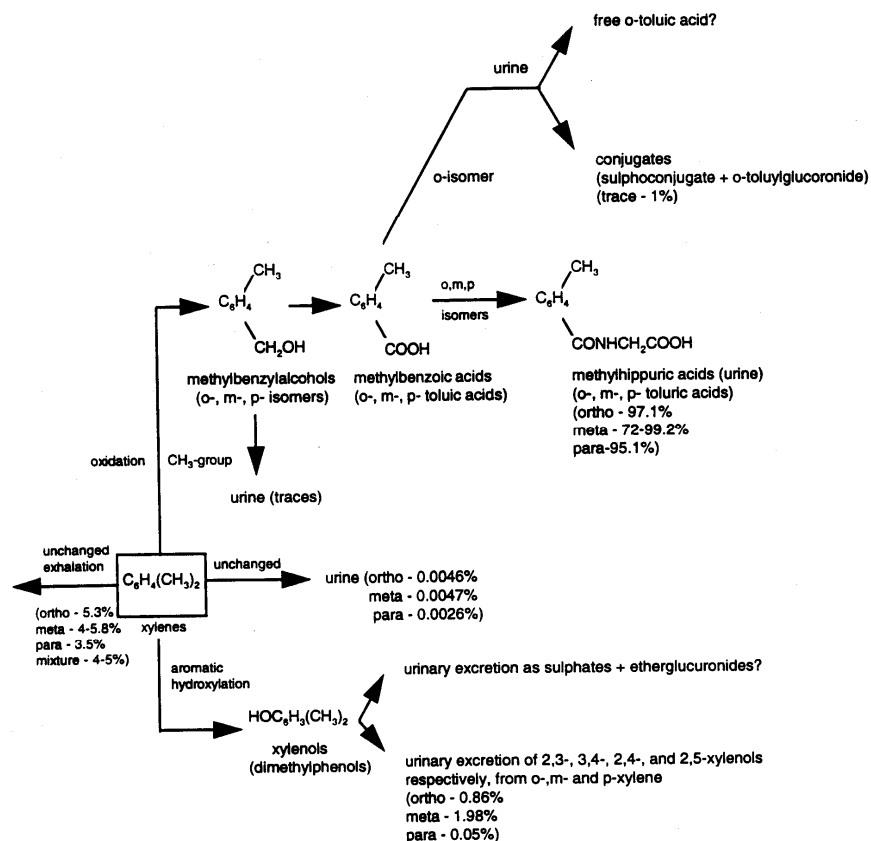 free o-toluic acid?
urine
conjugates
(sulphoconjugate + o-toluylglucoronide)
(trace - 1%)
o-isomer
CH₃
C₆H₄
CH₂OH
methylbenzylalcohols
(o-, m-, p- isomers)
CH₃
C₆H₄
COOH
methylbenzoic acids
(o-, m-, p- toluic acids)
o,m,p
isomers
CH₃
C₆H₄
CONHCH₂COOH
methylhippuric acids (urine)
(o-, m-, p- toluric acids)
(ortho - 97.1%
meta - 72-99.2%
para-95.1%)
oxidation
CH₃-group
urine (traces)
unchanged
exhalation
(ortho - 5.3%
meta - 4-5.8%
para - 3.5%
mixture - 4-5%)
C₆H₄(CH₃)₂
xylenes
unchanged
urine (ortho - 0.0046%
meta - 0.0047%
para - 0.0026%)
aromatic
hydroxylation
HOC₆H₃(CH₃)₂
xylenols
(dimethylphenols)
urinary excretion as sulphates + etherglucuronides?
urinary excretion of 2,3-, 3,4-, 2,4-, and 2,5-xylenols
respectively, from o-,m- and p-xylene
(ortho - 0.86%
meta - 1.98%
para - 0.05%)